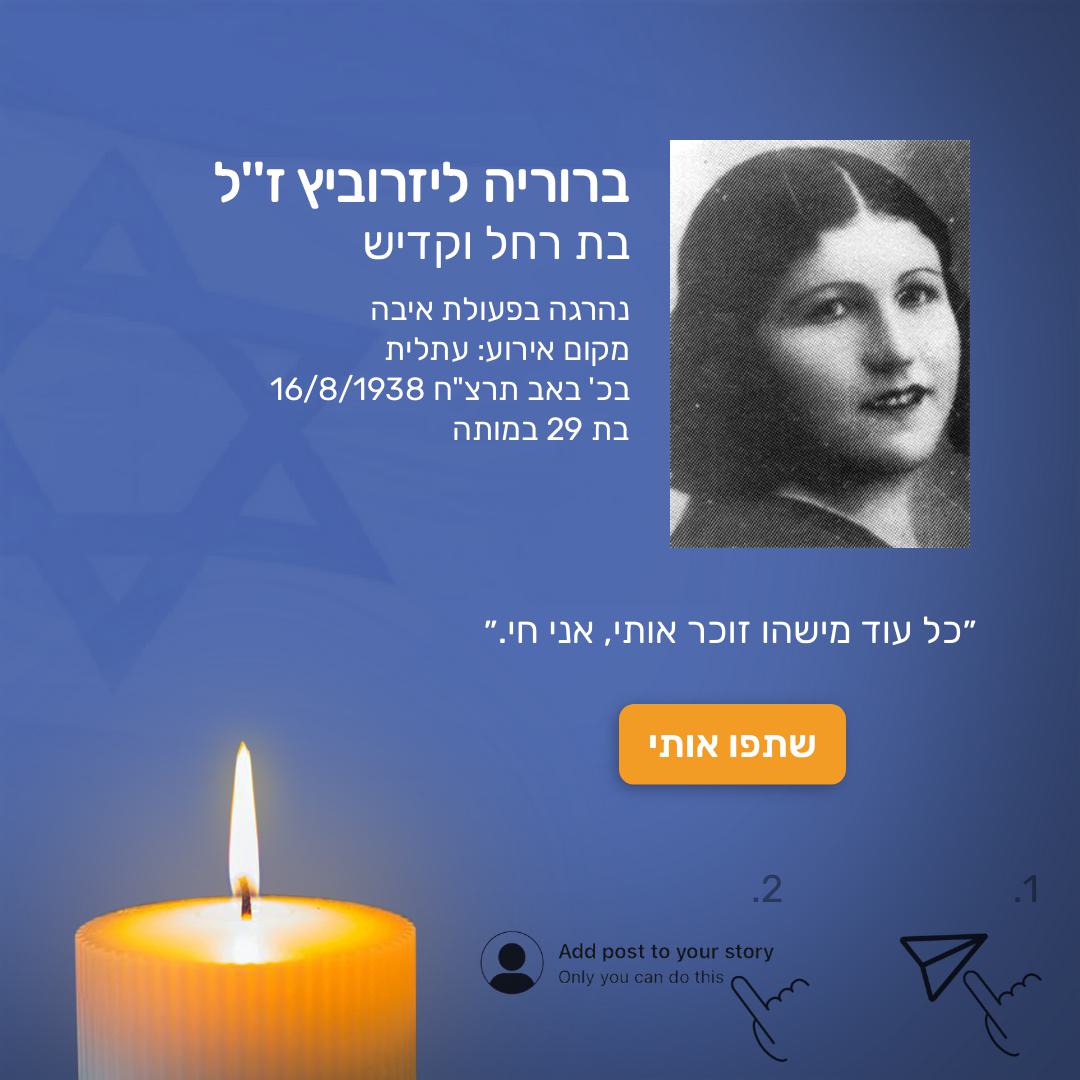 ברוריה ליזרוביץ ז"ל
בת רחל וקדיש
נהרגה בפעולת איבה
מקום אירוע: עתלית
בכ' באב תרצ"ח 16/8/1938
בת 29 במותה
״כל עוד מישהו זוכר אותי, אני חי.״
שתפו אותי
.1
.2
Add post to your story
Only you can do this